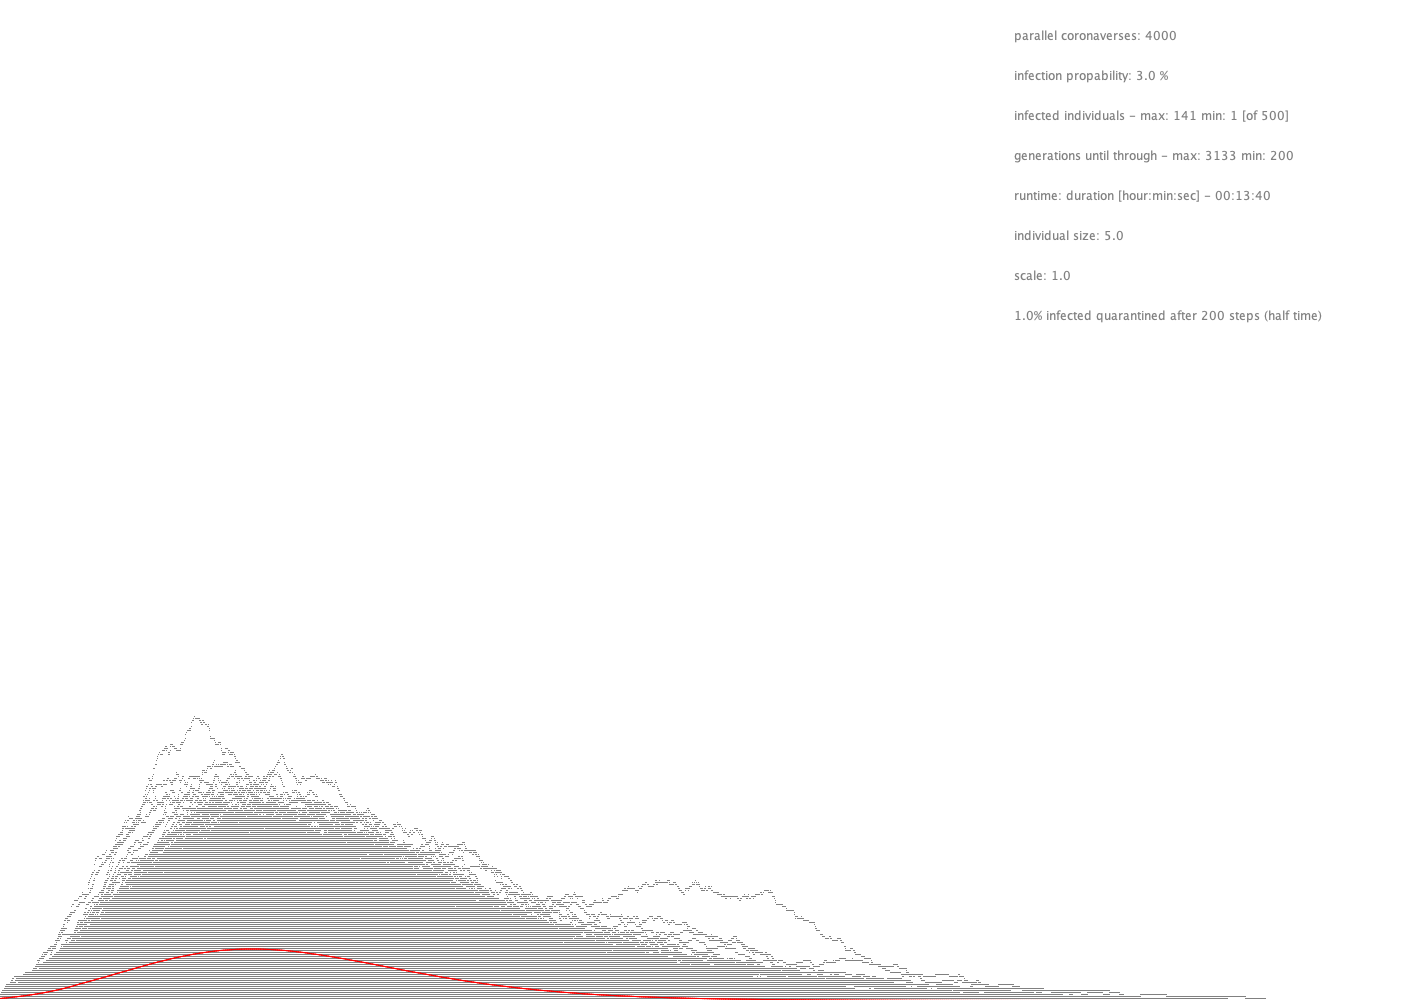 parallel coronaverses: 4000
infection propability: 3.0 %
infected individuals - max: 141 min: 1 [of 500]
generations until through - max: 3133 min: 200
runtime: duration [hour:min:sec] - 00:13:40
individual size: 5.0
scale: 1.0
1.0% infected quarantined after 200 steps (half time)